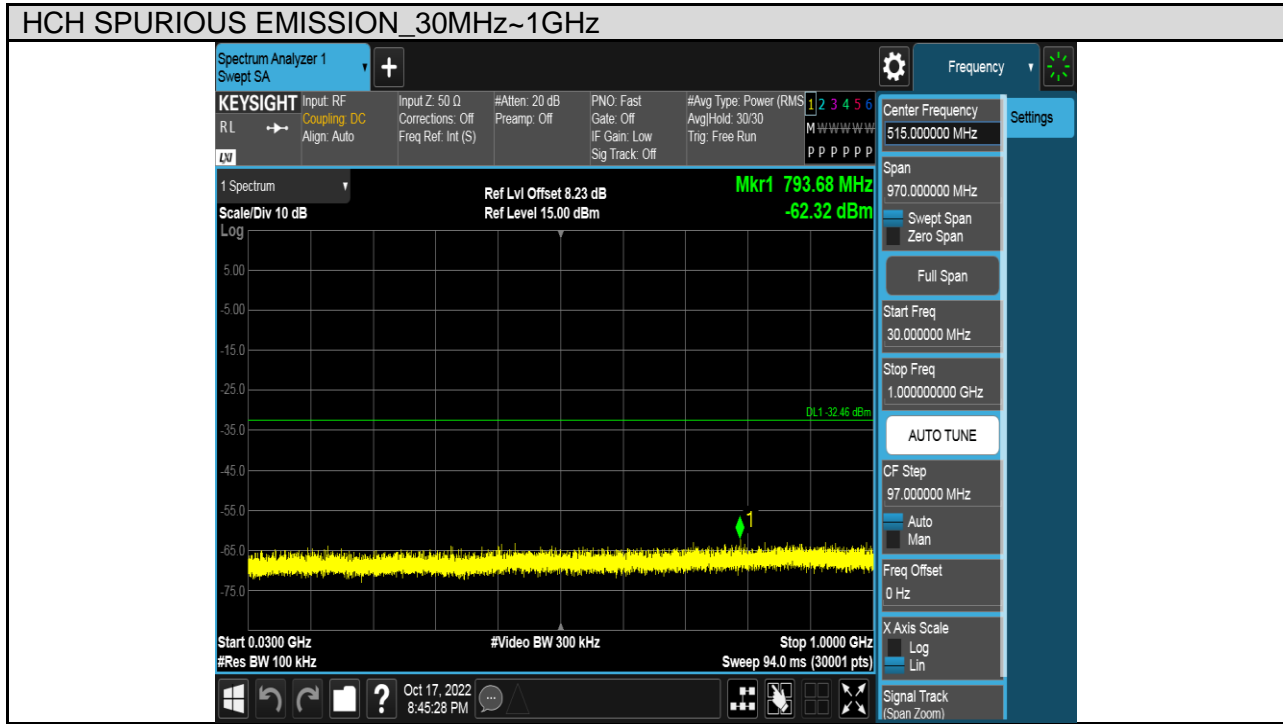 HCH SPURIOUS EMISSION_30MHz~1GHz
Spectrum Analyzer 1
Swept SA
Frequency
KEYSIGHT
RL
LXI
Input: RF
Coupling: DC
Align: Auto
Input Z: 50 Ω
Corrections: Off
Freq Ref: Int (S)
#Atten: 20 dB
Preamp: Off
PNO: Fast
Gate: Off
IF Gain: Low
Sig Track: Off
#Avg Type: Power (RMS
Avg|Hold: 30/30
Trig: Free Run
1 2 3 4 5 6
M W W W W W
P P P P P P
1 Spectrum
Scale/Div 10 dB
Ref Lvl Offset 8.23 dB
Ref Level 15.00 dBm
Mkr1 793.68 MHz
-62.32 dBm
Log
5.00
-5.00
-15.0
-25.0
DL1 -32.46 dBm
-35.0
-45.0
-55.0
1
-65.0
-75.0
Start 0.0300 GHz
#Video BW 300 kHz
Stop 1.0000 GHz
#Res BW 100 kHz
Sweep 94.0 ms (30001 pts)
Oct 17, 2022
8:45:28 PM
Center Frequency
515.000000 MHz
Settings
Span
970.000000 MHz
Swept Span
Zero Span
Full Span
Start Freq
30.000000 MHz
Stop Freq
1.000000000 GHz
AUTO TUNE
CF Step
97.000000 MHz
Auto
Man
Freq Offset
0 Hz
X Axis Scale
Log
Lin
Signal Track
(Span Zoom)